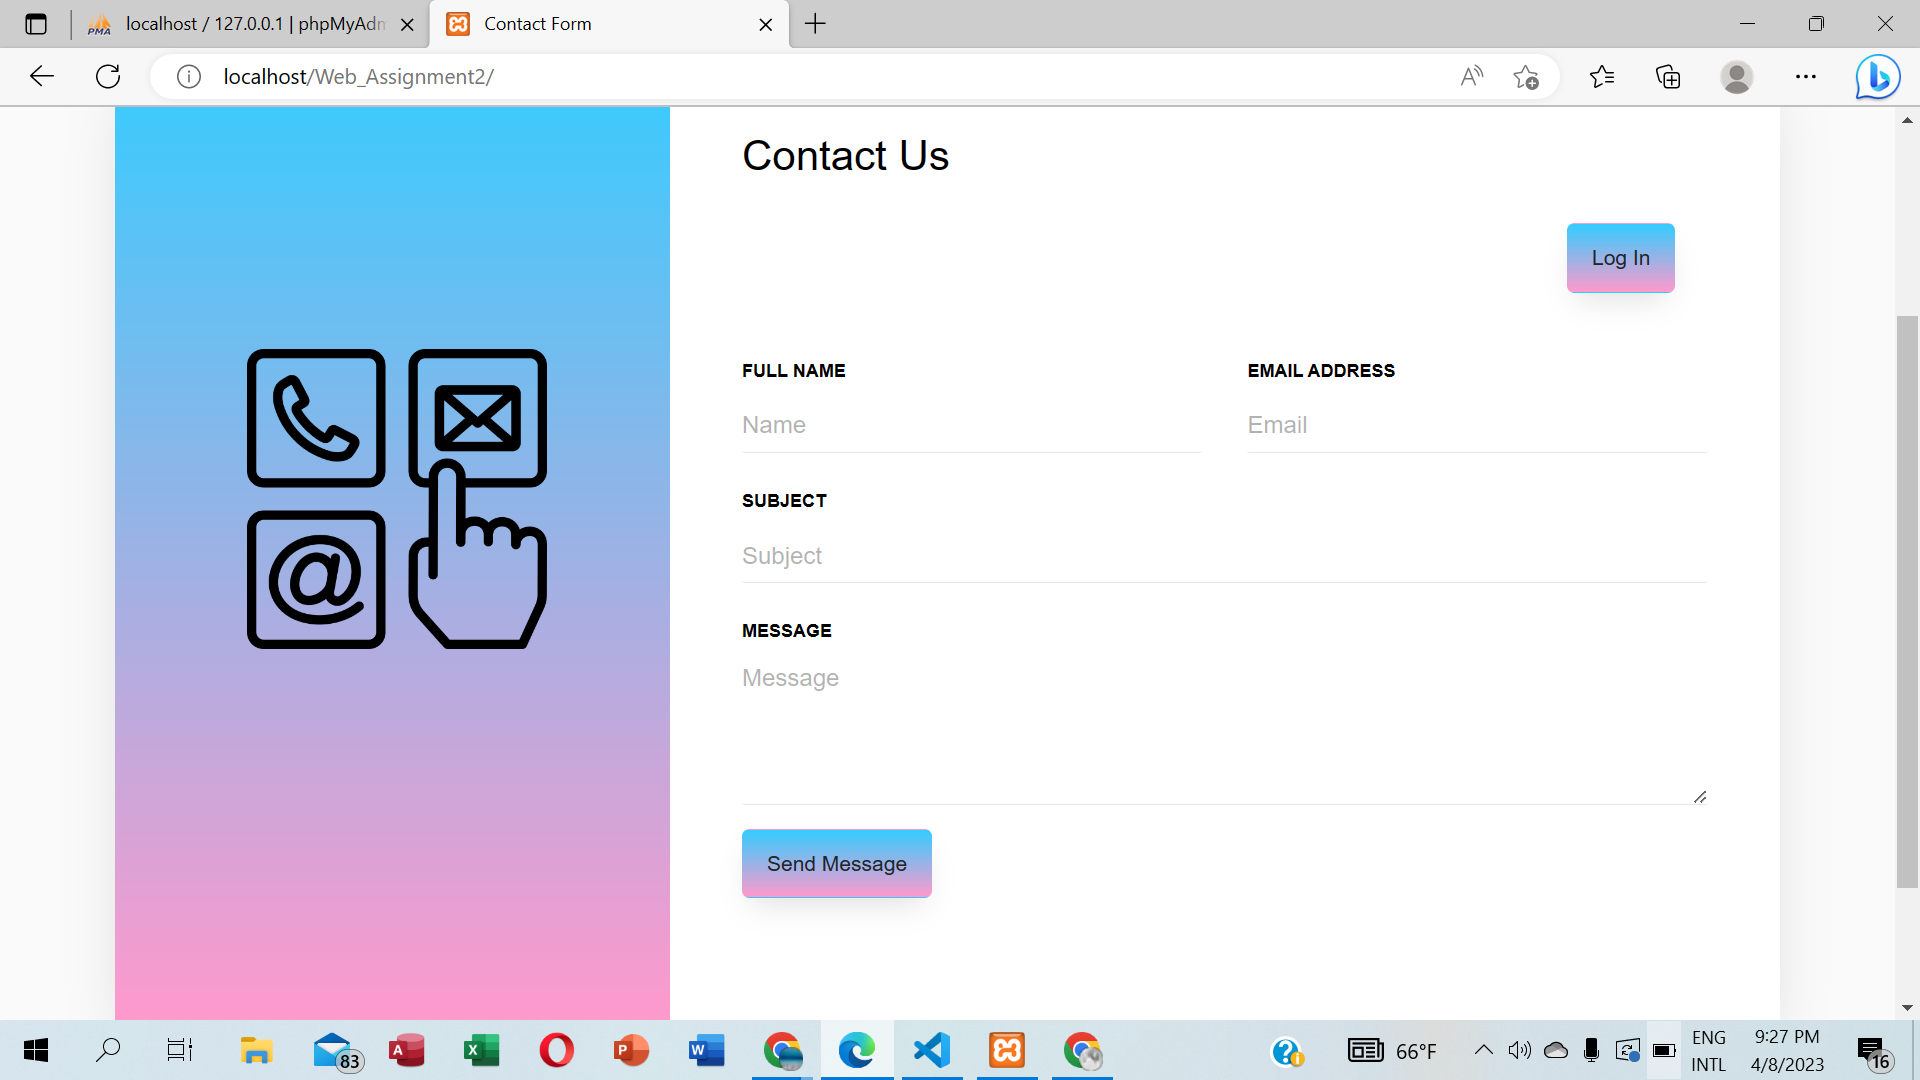 localhost / 127.0.0.1 | phpMyAdm
Contact Form
localhost/Web_Assignment2/
Contact Us
Log In
FULL NAME
EMAIL ADDRESS
Name
Email
SUBJECT
Subject
MESSAGE
Message
Send Message
83
66°F
ENG
INTL
9:27 PM
4/8/2023
16